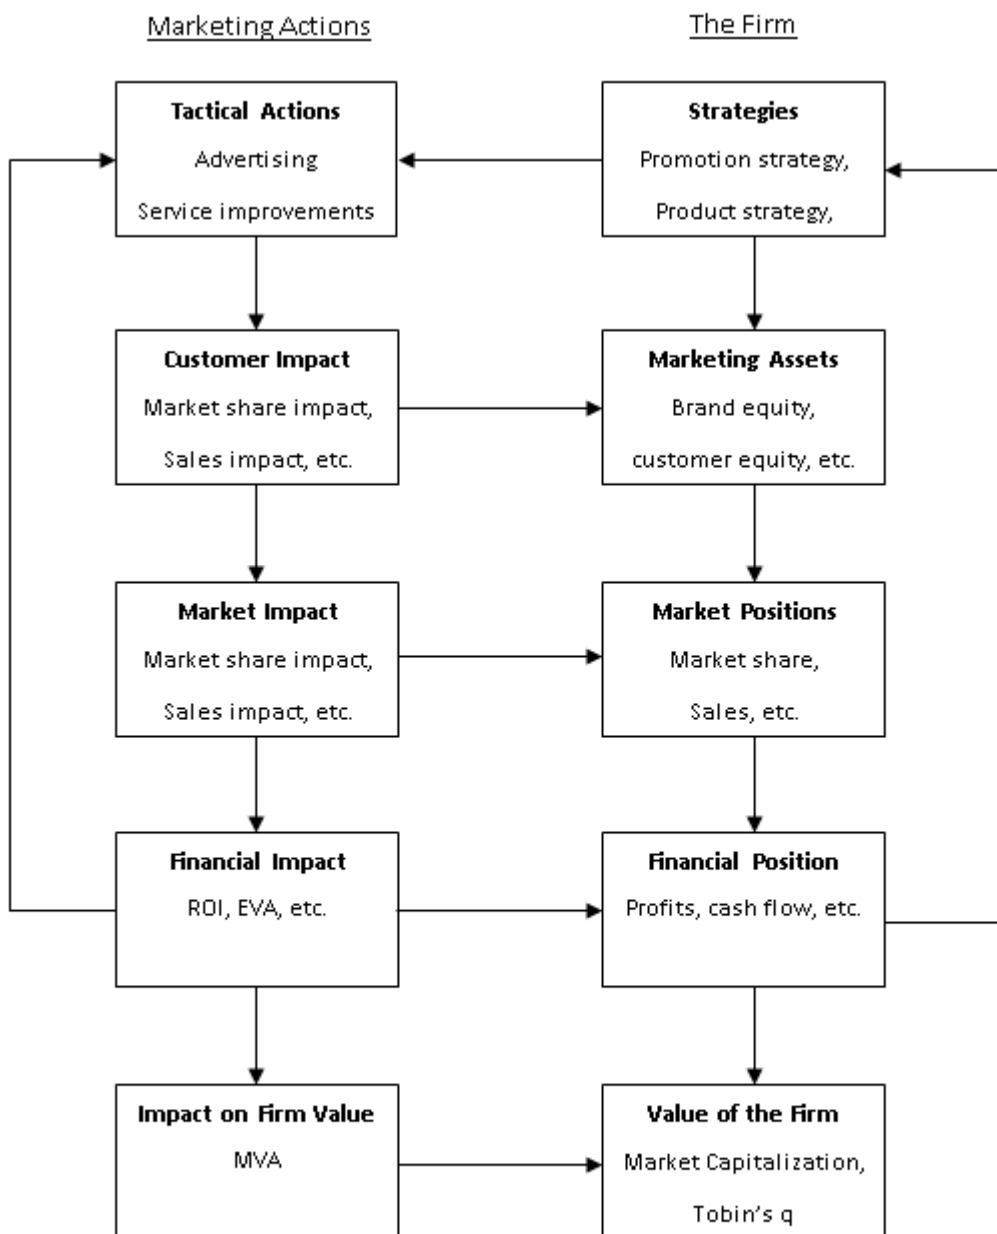 Marketing Actions
The Firm
Tactical Actions
Advertising
Service improvements
Strategies
Promotion strategy,
Product strategy,
Customer Impact
Market share impact,
Sales impact, etc.
Marketing Assets
Brand equity,
customer equity, etc.
Market Impact
Market share impact,
Sales impact, etc.
Market Positions
Market share,
Sales, etc.
Financial Impact
ROI, EVA, etc.
Financial Position
Profits, cash flow, etc.
Impact on Firm Value
MVA
Value of the Firm
Market Capitalization,
Tobin’s q